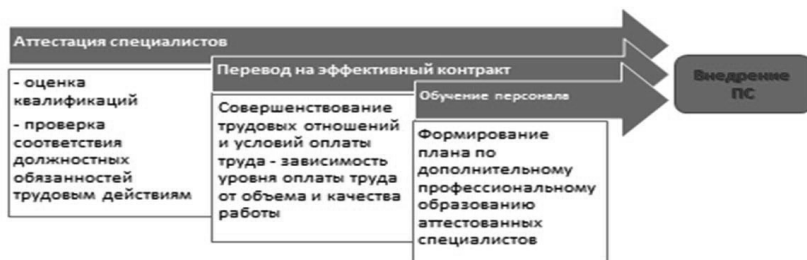 Аттестация специалистов
- оценка
квалификаций
- проверка
соответствия
должностных
обязанностей
трудовым действиям
Перевод на эффективный контракт
Совершенствование
трудовых отношений
и условий оплаты
труда - зависимость
уровня оплаты труда
от объема и качества
работы
Обучение персонала
Формирование
плана по
дополнительному
профессиональному
образованию
аттестованных
специалистов
Внедрение
ПС